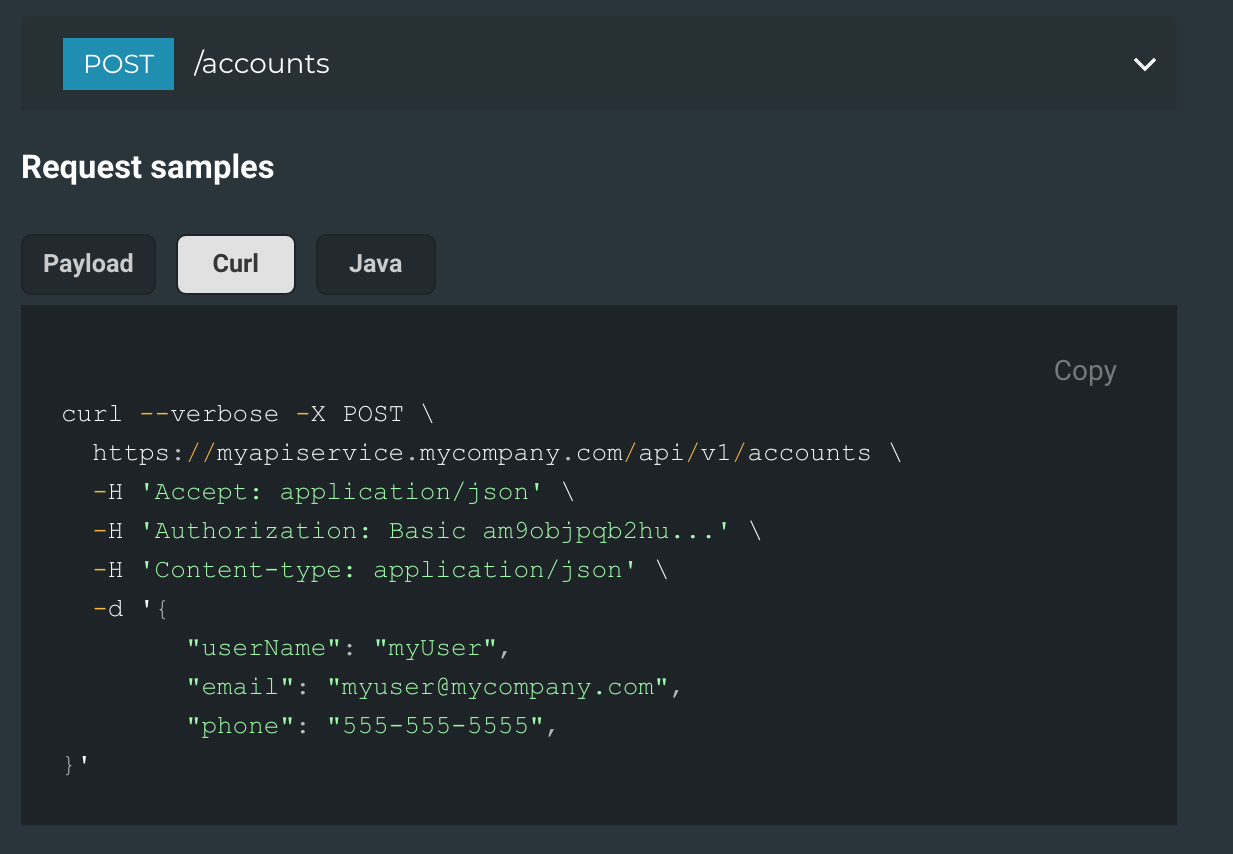 POST /accounts
Request samples
Payload Curl Java
Copy
curl --verbose -X POST \
  https://myapiservice.mycompany.com/api/v1/accounts \
  -H 'Accept: application/json' \
  -H 'Authorization: Basic am9objpqb2hu...' \
  -H 'Content-type: application/json' \
  -d '{
        "userName": "myUser",
        "email": "myuser@mycompany.com",
        "phone": "555-555-5555",
}'